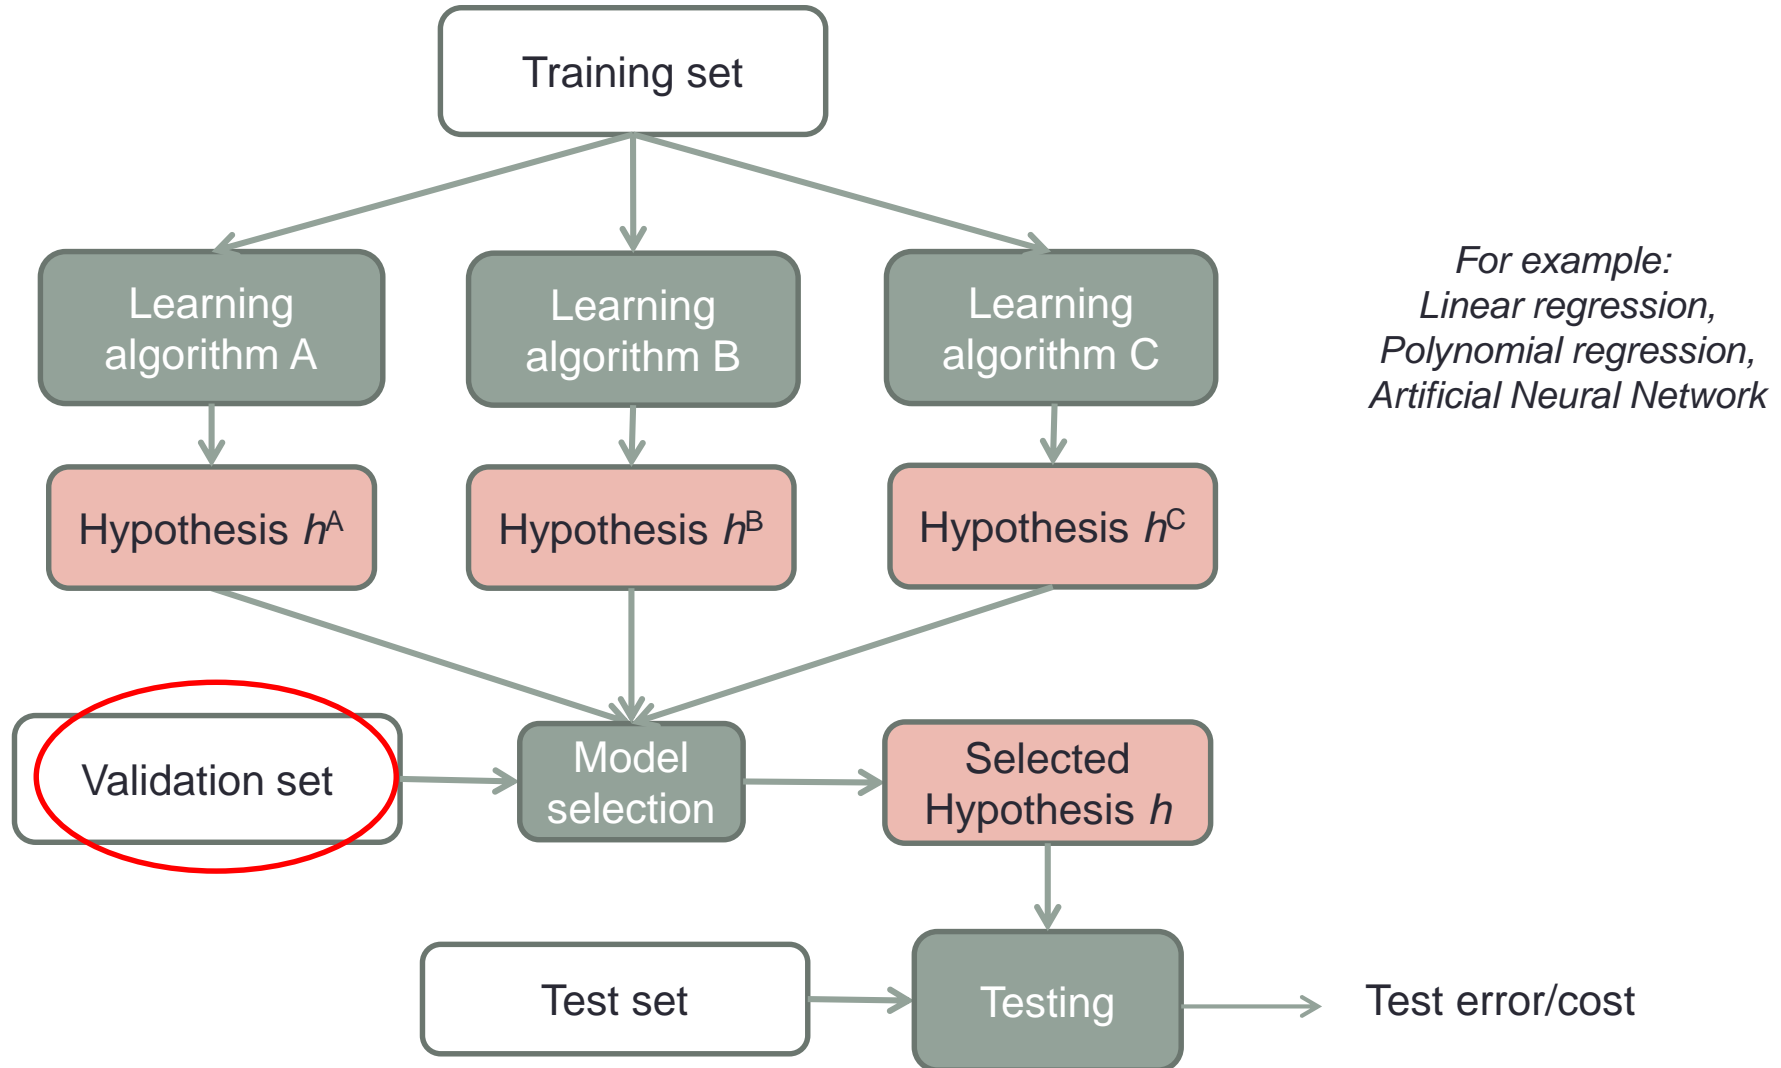 Training set
Learning
algorithm A
Learning
algorithm B
Learning
algorithm C
For example:
Linear regression,
Polynomial regression,
Artificial Neural Network
Hypothesis hᴬ
Hypothesis hᴮ
Hypothesis hC
Validation set
Model
selection
Selected
Hypothesis h
Test set
Testing
Test error/cost